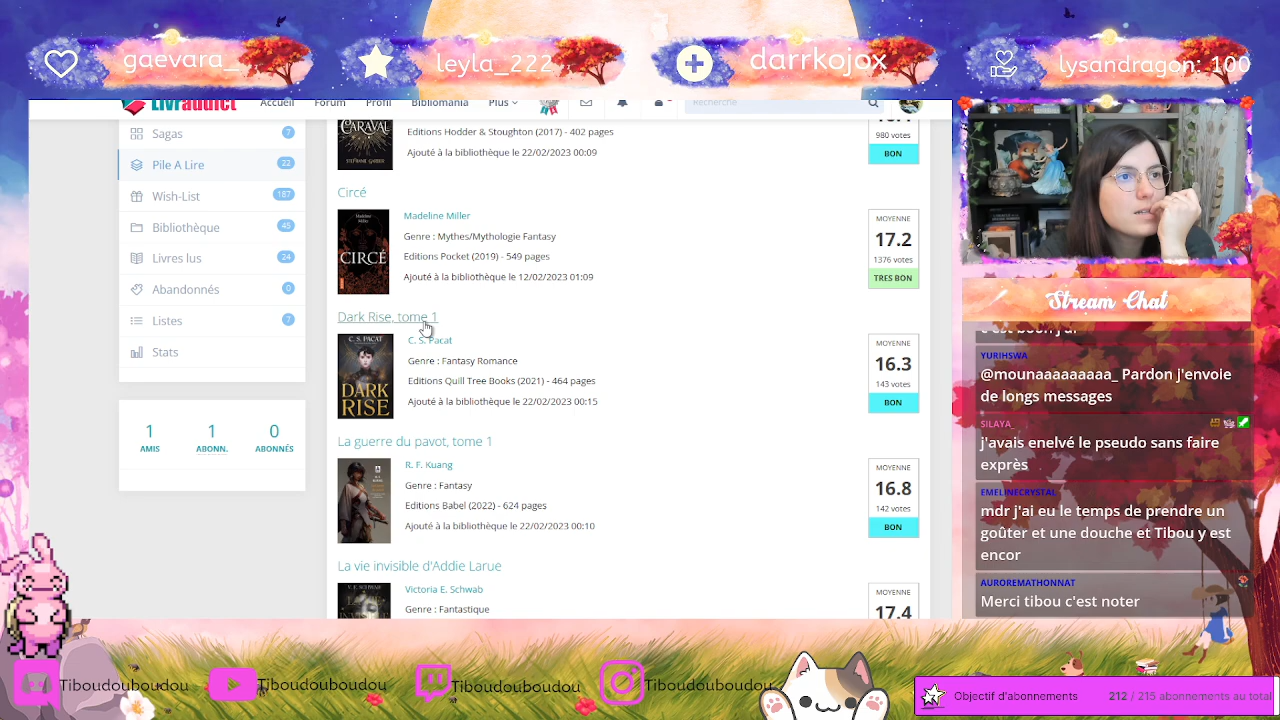 gaevara_
leyla_222
darrkojox
lysandragon: 100
Livraddict
Accueil
Forum
Profil
Bibliomania
Plus
Recherche
Sagas
7
Pile A Lire
22
Wish-List
187
Bibliothèque
45
Livres lus
24
Abandonnés
0
Listes
7
Stats
1
AMIS
1
ABONN.
0
ABONNÉS
CARAVAL
Editions Hodder & Stoughton (2017) - 402 pages
Ajouté à la bibliothèque le 22/02/2023 00:09
980 votes
BON
Circé
Madeline Miller
CIRCÉ
Madeline Miller
Genre : Mythes/Mythologie Fantasy
Editions Pocket (2019) - 549 pages
Ajouté à la bibliothèque le 12/02/2023 01:09
MOYENNE
17.2
1376 votes
TRES BON
Dark Rise, tome 1
C. S. PACAT
DARK
RISE
C. S. Pacat
Genre : Fantasy Romance
Editions Quill Tree Books (2021) - 464 pages
Ajouté à la bibliothèque le 22/02/2023 00:15
MOYENNE
16.3
143 votes
BON
La guerre du pavot, tome 1
R. F. Kuang
Genre : Fantasy
Editions Babel (2022) - 624 pages
Ajouté à la bibliothèque le 22/02/2023 00:10
MOYENNE
16.8
142 votes
BON
La vie invisible d'Addie Larue
Victoria E. Schwab
Genre : Fantastique
MOYENNE
17.4
Stream Chat
YURIHSWA
@mounaaaaaaaa_ Pardon j'envoie
de longs messages
SILAYA_
j'avais enelvé le pseudo sans faire
exprès
EMELINECRYSTAL
mdr j'ai eu le temps de prendre un
goûter et une douche et Tibou y est
encor
AUROREMATHONNAT
Merci tibou c'est noter
Tiboudouboudou
Tiboudouboudou
Tiboudouboudou
Tiboudouboudou
Objectif d'abonnements
212 / 215 abonnements au total